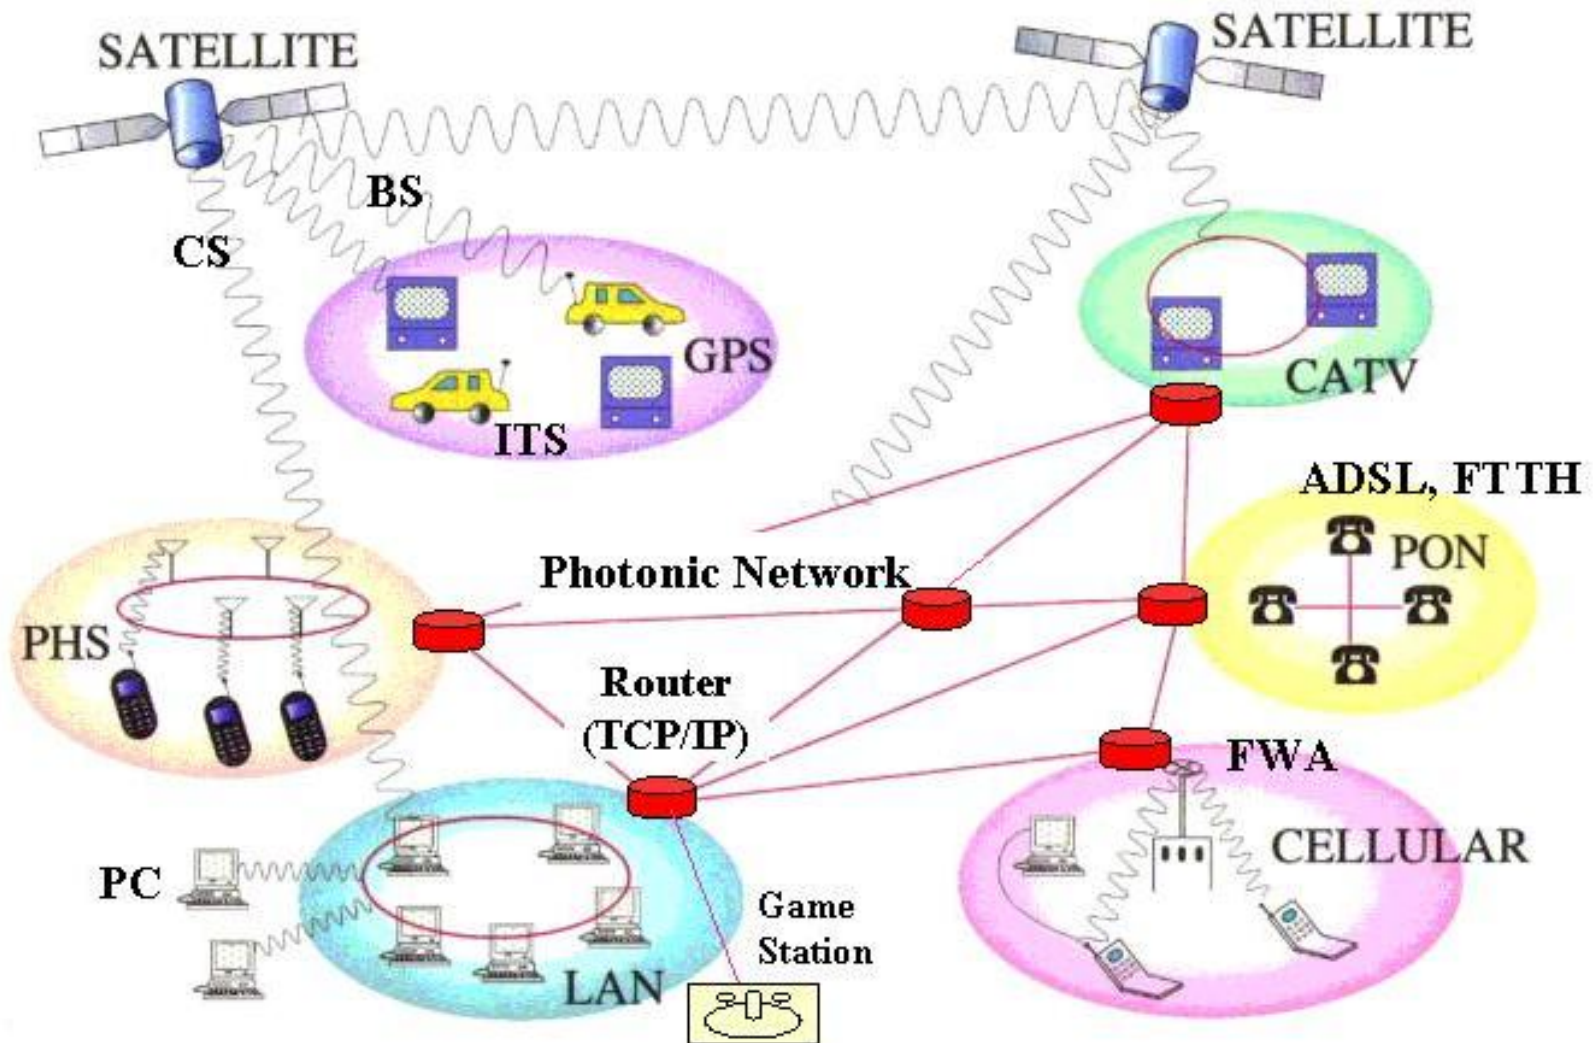 SATELLITE
SATELLITE
BS
CS
GPS
ITS
CATV
ADSL, FTTH
PON
Photonic Network
PHS
Router
(TCP/IP)
FWA
CELLULAR
PC
Game
Station
LAN